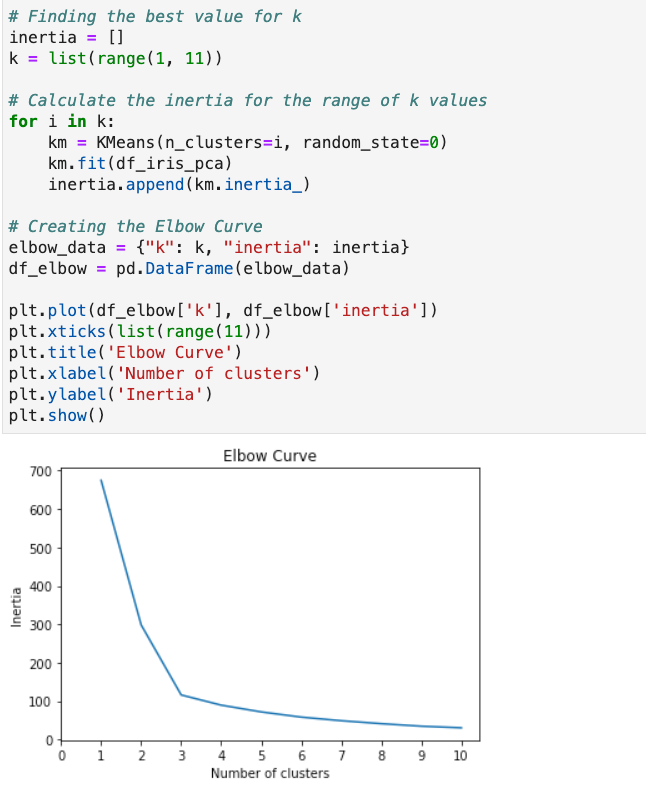 # Finding the best value for k
inertia = []
k = list(range(1, 11))
# Calculate the inertia for the range of k values
for i in k:
    km = KMeans(n_clusters=i, random_state=0)
    km.fit(df_iris_pca)
    inertia.append(km.inertia_)
# Creating the Elbow Curve
elbow_data = {"k": k, "inertia": inertia}
df_elbow = pd.DataFrame(elbow_data)
plt.plot(df_elbow['k'], df_elbow['inertia'])
plt.xticks(list(range(11)))
plt.title('Elbow Curve')
plt.xlabel('Number of clusters')
plt.ylabel('Inertia')
plt.show()
Elbow Curve
700
600
500
400
300
200
100
0
Inertia
0 1 2 3 4 5 6 7 8 9 10
Number of clusters